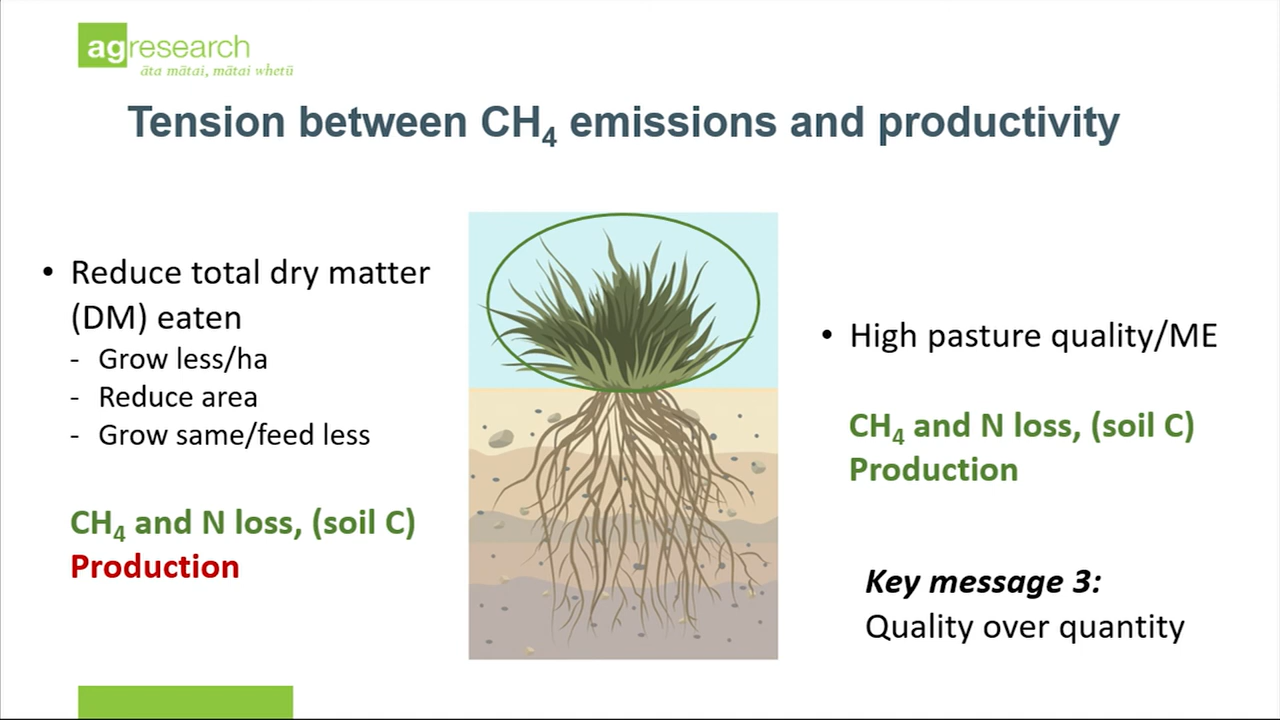 agresearch
āta mātai, mātai whetū
Tension between CH₄ emissions and productivity
• Reduce total dry matter
(DM) eaten
- Grow less/ha
- Reduce area
- Grow same/feed less
CH₄ and N loss, (soil C)
Production
• High pasture quality/ME
CH₄ and N loss, (soil C)
Production
Key message 3:
Quality over quantity